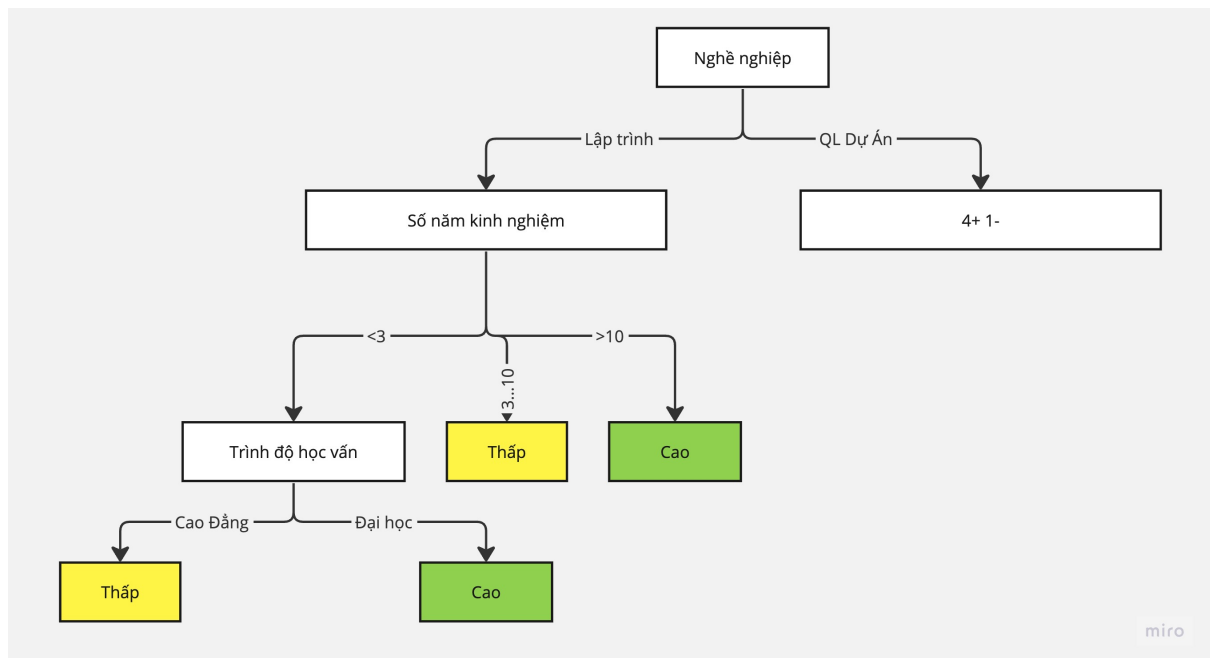 Nghề nghiệp
Lập trình
QL Dự Án
Số năm kinh nghiệm
4+ 1-
<3
3...10
>10
Trình độ học vấn
Thấp
Cao
Cao Đẳng
Đại học
Thấp
Cao
miro